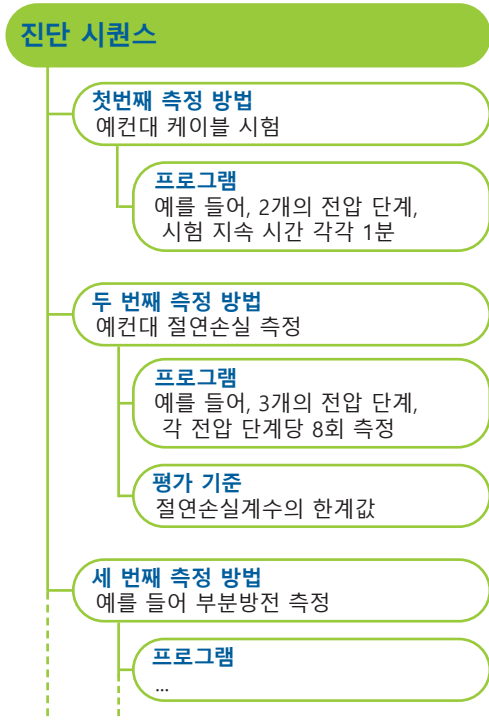 진단 시퀀스
첫번째 측정 방법
예컨대 케이블 시험
프로그램
예를 들어, 2개의 전압 단계,
시험 지속 시간 각각 1분
두 번째 측정 방법
예컨대 절연손실 측정
프로그램
예를 들어, 3개의 전압 단계,
각 전압 단계당 8회 측정
평가 기준
절연손실계수의 한계값
세 번째 측정 방법
예를 들어 부분방전 측정
프로그램
...